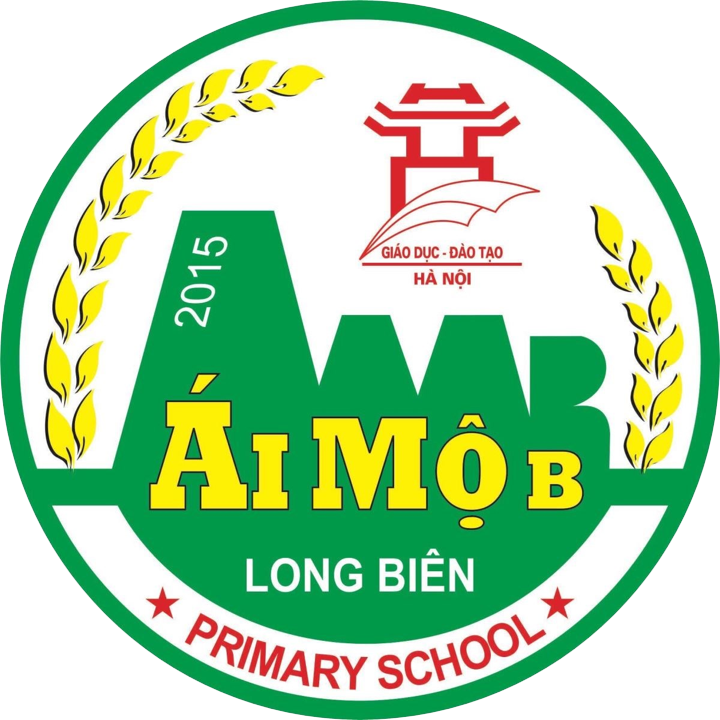 GIÁO DỤC - ĐÀO TẠO
HÀ NỘI
2015
ÁI MỘ B
LONG BIÊN
★ PRIMARY SCHOOL ★